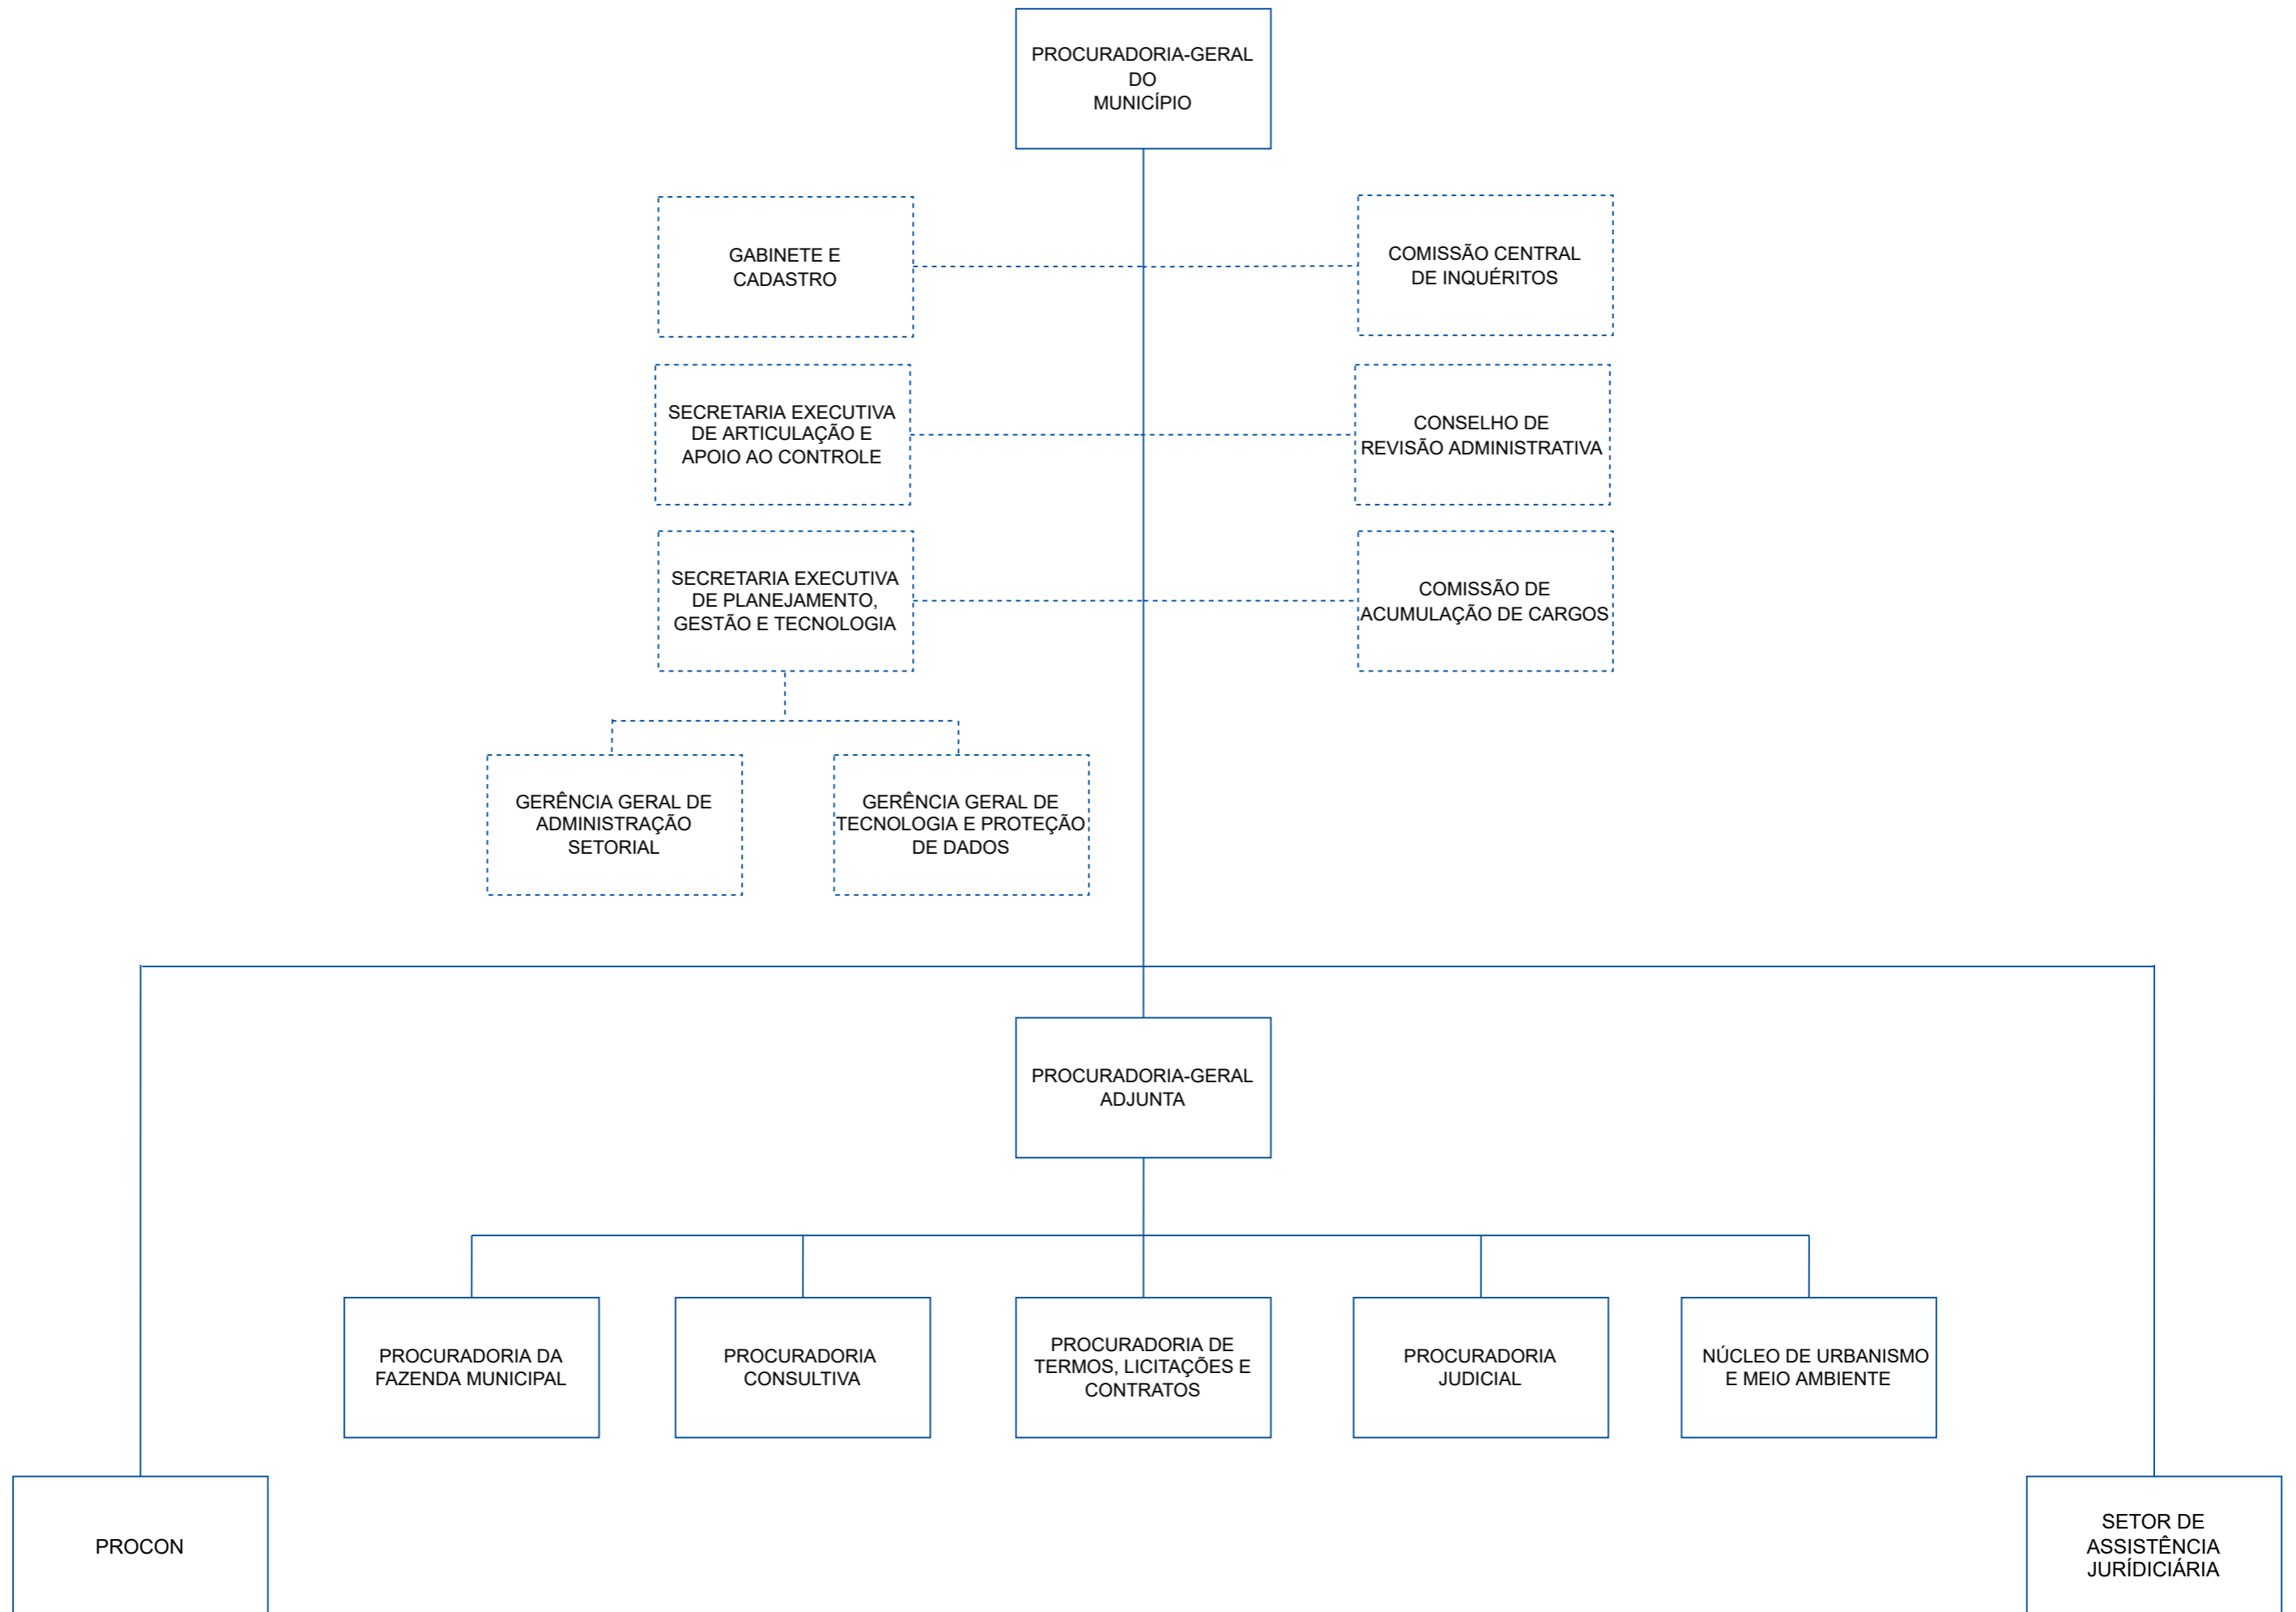 PROCURADORIA-GERAL
DO
MUNICÍPIO
GABINETE E
CADASTRO
COMISSÃO CENTRAL
DE INQUÉRITOS
SECRETARIA EXECUTIVA
DE ARTICULAÇÃO E
APOIO AO CONTROLE
CONSELHO DE
REVISÃO ADMINISTRATIVA
SECRETARIA EXECUTIVA
DE PLANEJAMENTO,
GESTÃO E TECNOLOGIA
COMISSÃO DE
ACUMULAÇÃO DE CARGOS
GERÊNCIA GERAL DE
ADMINISTRAÇÃO
SETORIAL
GERÊNCIA GERAL DE
TECNOLOGIA E PROTEÇÃO
DE DADOS
PROCURADORIA-GERAL
ADJUNTA
PROCURADORIA DA
FAZENDA MUNICIPAL
PROCURADORIA
CONSULTIVA
PROCURADORIA DE
TERMOS, LICITAÇÕES E
CONTRATOS
PROCURADORIA
JUDICIAL
NÚCLEO DE URBANISMO
E MEIO AMBIENTE
PROCON
SETOR DE
ASSISTÊNCIA
JURÍDICIÁRIA